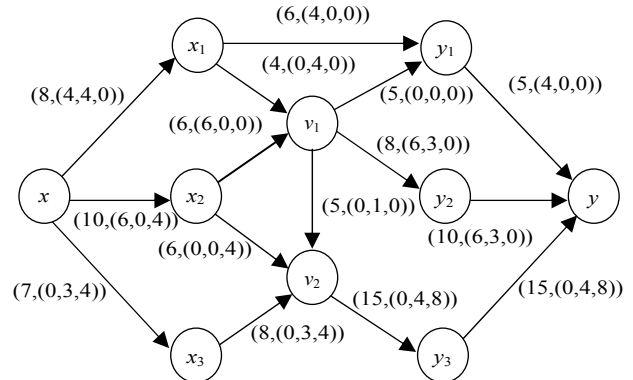 (6,(4,0,0))
x1
y1
(4,(0,4,0))
(8,(4,4,0))
(5,(0,0,0))
(5,(4,0,0))
(6,(6,0,0))
v1
(8,(6,3,0))
x
x2
(5,(0,1,0))
y2
y
(10,(6,0,4))
(10,(6,3,0))
(6,(0,0,4))
(7,(0,3,4))
v2
(15,(0,4,8))
(15,(0,4,8))
(8,(0,3,4))
x3
y3